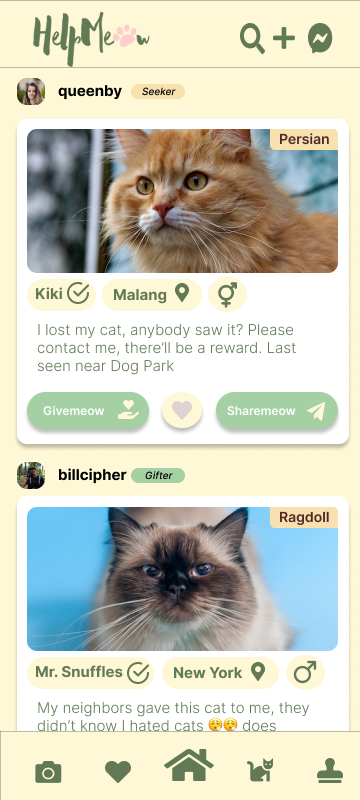 HelpMeow
queenby Seeker
Persian
Kiki Malang
I lost my cat, anybody saw it? Please
contact me, there'll be a reward. Last
seen near Dog Park
Givemeow Sharemeow
billcipher Gifter
Ragdoll
Mr. Snuffles New York
My neighbors gave this cat to me, they
didn't know I hated cats 😮‍💨😮‍💨 does